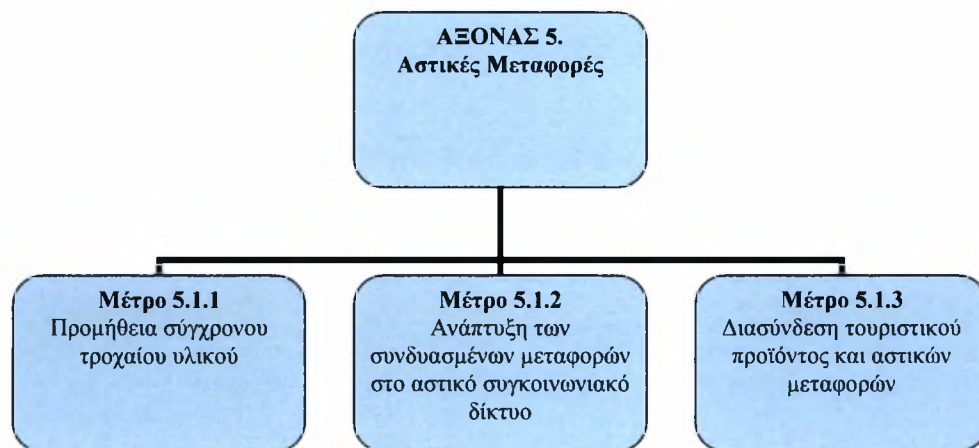 ΑΞΟΝΑΣ 5.
Αστικές Μεταφορές
Μέτρο 5.1.1
Προμήθεια σύγχρονου
τροχαίου υλικού
Μέτρο 5.1.2
Ανάπτυξη των
συνδυασμένων μεταφορών
στο αστικό συγκοινωνιακό
δίκτυο
Μέτρο 5.1.3
Διασύνδεση τουριστικού
προϊόντος και αστικών
μεταφορών